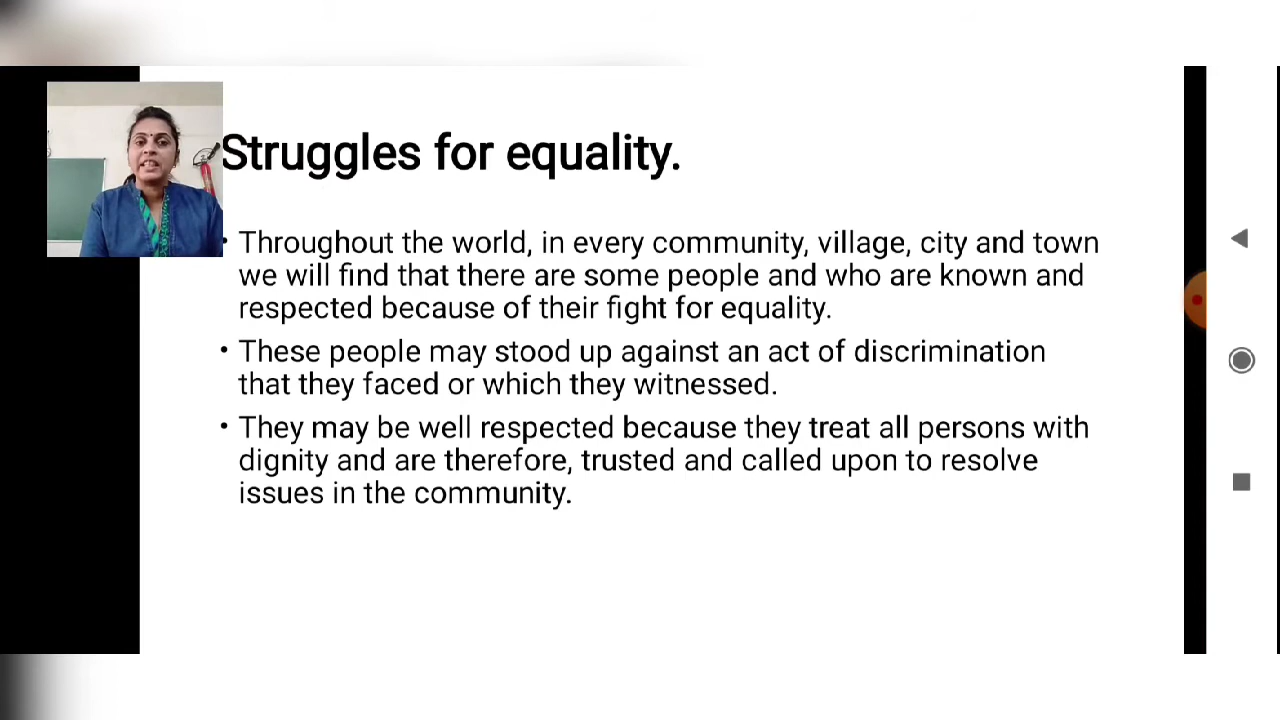 Struggles for equality.
• Throughout the world, in every community, village, city and town
we will find that there are some people and who are known and
respected because of their fight for equality.
• These people may stood up against an act of discrimination
that they faced or which they witnessed.
• They may be well respected because they treat all persons with
dignity and are therefore, trusted and called upon to resolve
issues in the community.